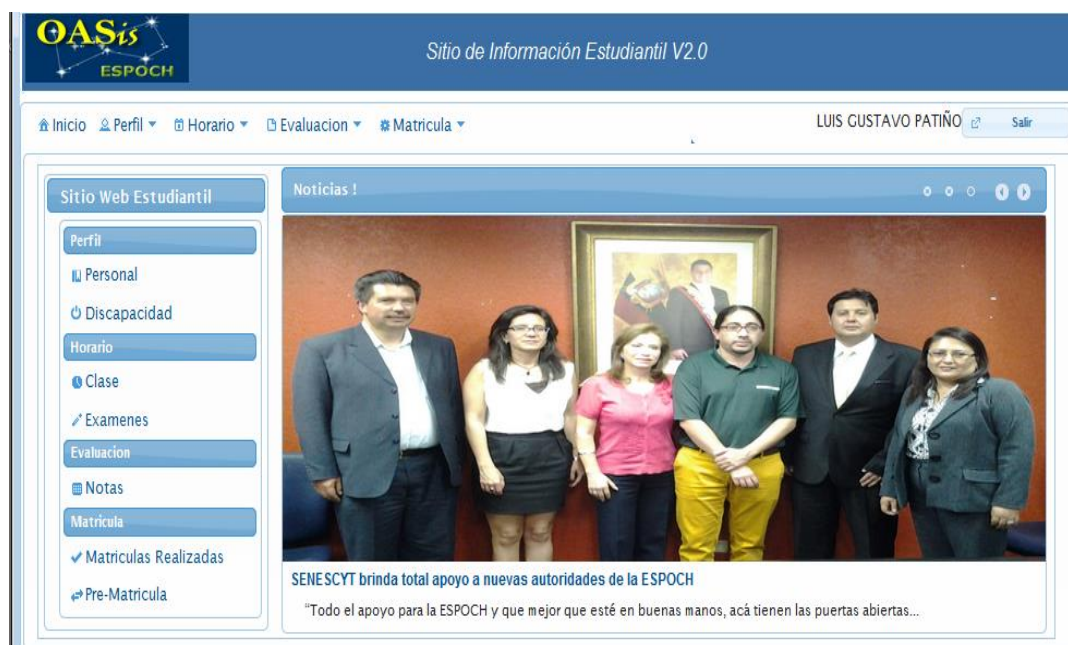 OASis
ESPOCH
Sitio de Información Estudiantil V2.0
Inicio Perfil Horario Evaluacion Matricula
LUIS GUSTAVO PATIÑO Salir
Sitio Web Estudiantil
Perfil
Personal
Discapacidad
Horario
Clase
Examenes
Evaluacion
Notas
Matricula
Matriculas Realizadas
Pre-Matricula
Noticias !
SENESCYT brinda total apoyo a nuevas autoridades de la ESPOCH
"Todo el apoyo para la ESPOCH y que mejor que esté en buenas manos, acá tienen las puertas abiertas...